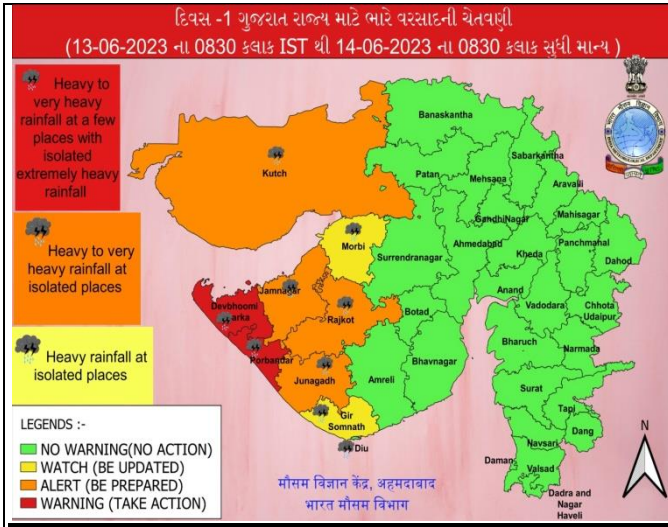 દિવસ -1 ગુજરાત રાજ્ય માટે ભારે વરસાદની ચેતવણી
(13-06-2023 ના 0830 કલાક IST થી 14-06-2023 ના 0830 કલાક સુધી માન્ય )
Heavy to
very heavy
rainfall at a few
places with
isolated
extremely heavy
rainfall
Heavy to very
heavy rainfall at
isolated places
Heavy rainfall at
isolated places
Banaskantha
Sabarkantha
Patan
Mehsana
Aravalli
Kutch
GandhiNagar
Mahisagar
Morbi
Surrendranagar
Ahmedabad
Kheda
Panchmahal
Dahod
Jamnagar
Devbhoomi
arka
Rajkot
Botad
Anand
Vadodara
Chhota
Udaipur
Porbandar
Junagadh
Amreli
Bhavnagar
Bharuch
Narmada
Gir
Somnath
Diu
Surat
Tapi
Dang
Navsari
Daman
Valsad
Dadra and
Nagar
Haveli
LEGENDS :-
NO WARNING(NO ACTION)
WATCH (BE UPDATED)
ALERT (BE PREPARED)
WARNING (TAKE ACTION)
मौसम विज्ञान केंद्र, अहमदाबाद
भारत मौसम विभाग
N